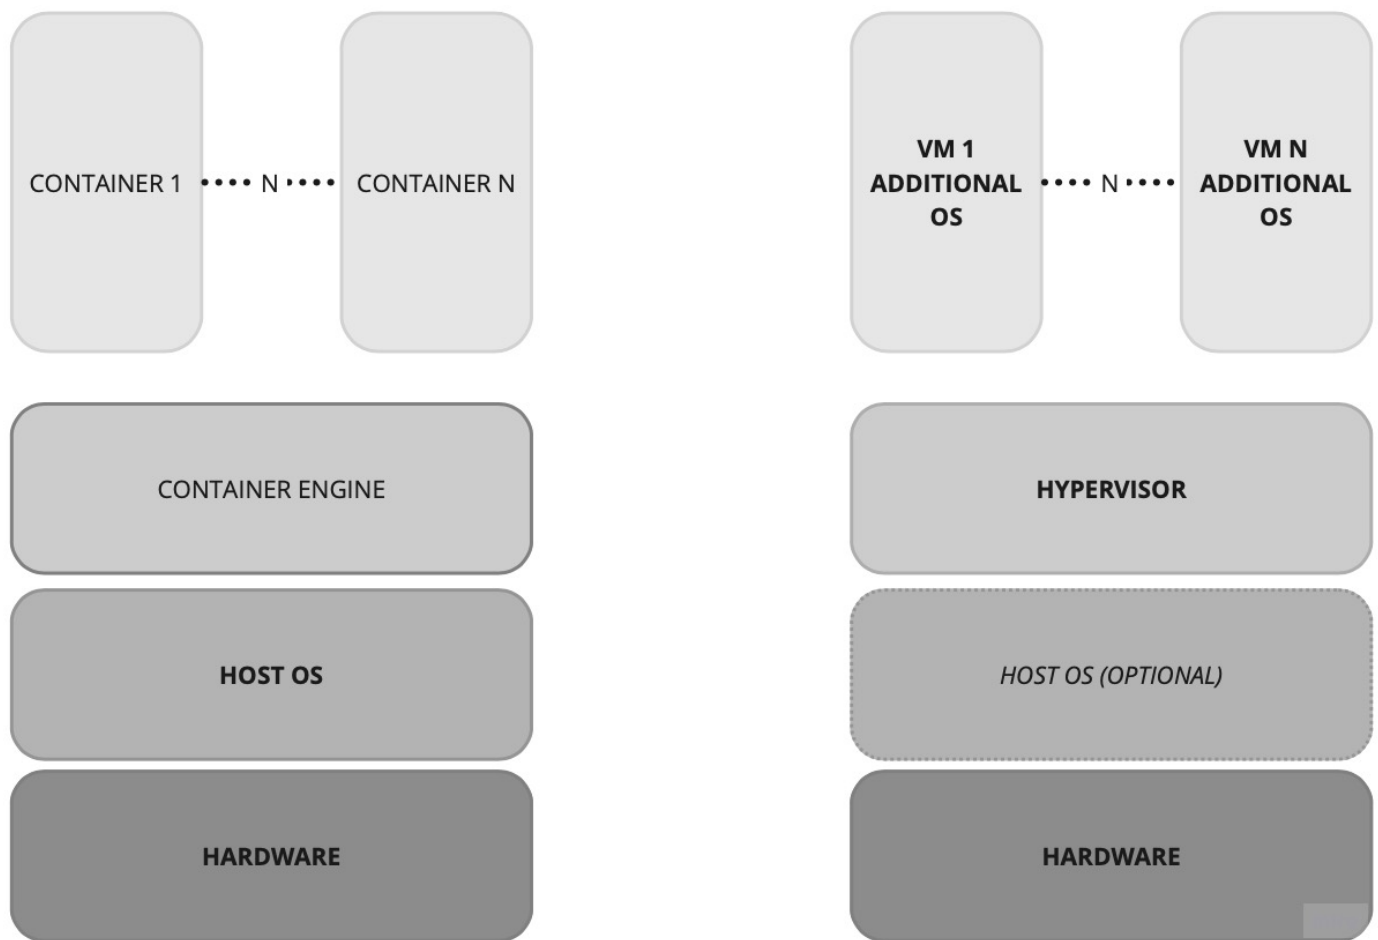 CONTAINER 1
N
CONTAINER N
VM 1
ADDITIONAL
OS
N
VM N
ADDITIONAL
OS
CONTAINER ENGINE
HYPERVISOR
HOST OS
HOST OS (OPTIONAL)
HARDWARE
HARDWARE